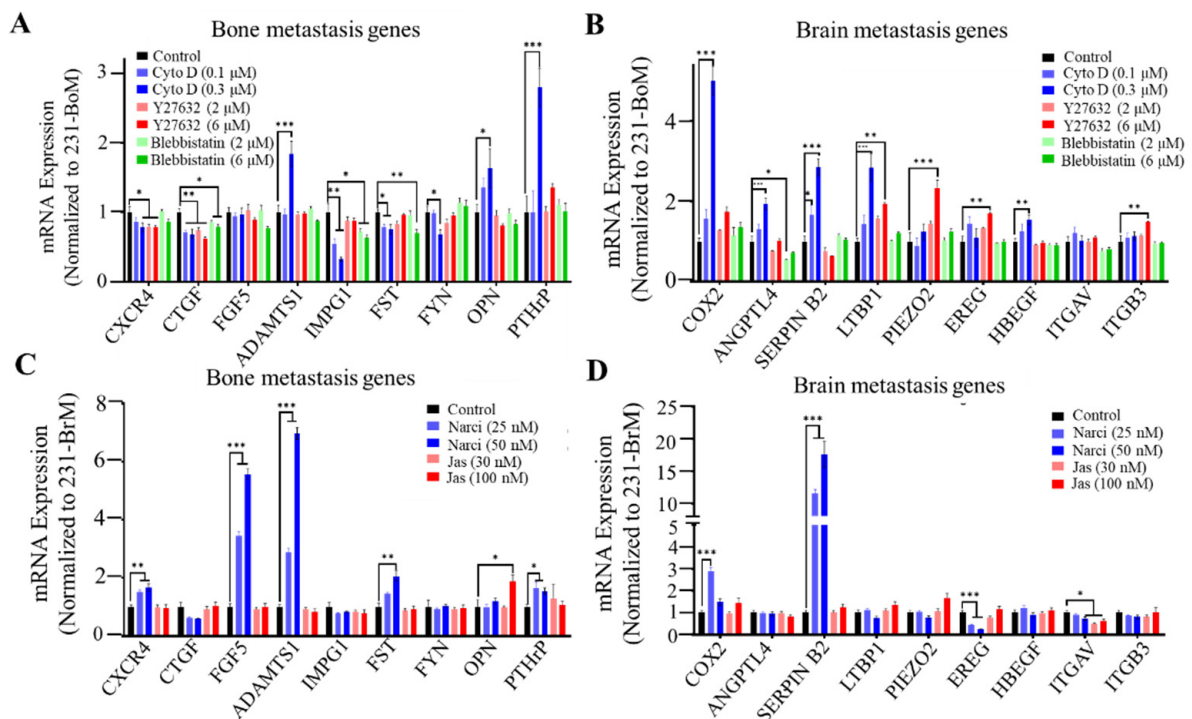 A
Bone metastasis genes
mRNA Expression
(Normalized to 231-BoM)
3
2
1
0
Control
Cyto D (0.1 μM)
Cyto D (0.3 μM)
Y27632 (2 μM)
Y27632 (6 μM)
Blebbistatin (2 μM)
Blebbistatin (6 μM)
* ** * *** ** * * ** * * ***
CXCR4 CTGF FGF5 ADAMTS1 IMPG1 FST FYN OPN PTHrP
B
Brain metastasis genes
mRNA Expression
(Normalized to 231-BoM)
4
2
0
Control
Cyto D (0.1 μM)
Cyto D (0.3 μM)
Y27632 (2 μM)
Y27632 (6 μM)
Blebbistatin (2 μM)
Blebbistatin (6 μM)
*** *** * *** * ** *** *** ** ** **
COX2 ANGPTL4 SERPIN B2 LTBP1 PIEZO2 EREG HBEGF ITGAV ITGB3
C
Bone metastasis genes
mRNA Expression
(Normalized to 231-BrM)
8
6
4
2
0
Control
Narci (25 nM)
Narci (50 nM)
Jas (30 nM)
Jas (100 nM)
** *** *** ** * *
CXCR4 CTGF FGF5 ADAMTS1 IMPG1 FST FYN OPN PTHrP
D
Brain metastasis genes
mRNA Expression
(Normalized to 231-BrM)
25
20
15
10
5
4
3
2
1
0
Control
Narci (25 nM)
Narci (50 nM)
Jas (30 nM)
Jas (100 nM)
*** *** *** *
COX2 ANGPTL4 SERPIN B2 LTBP1 PIEZO2 EREG HBEGF ITGAV ITGB3